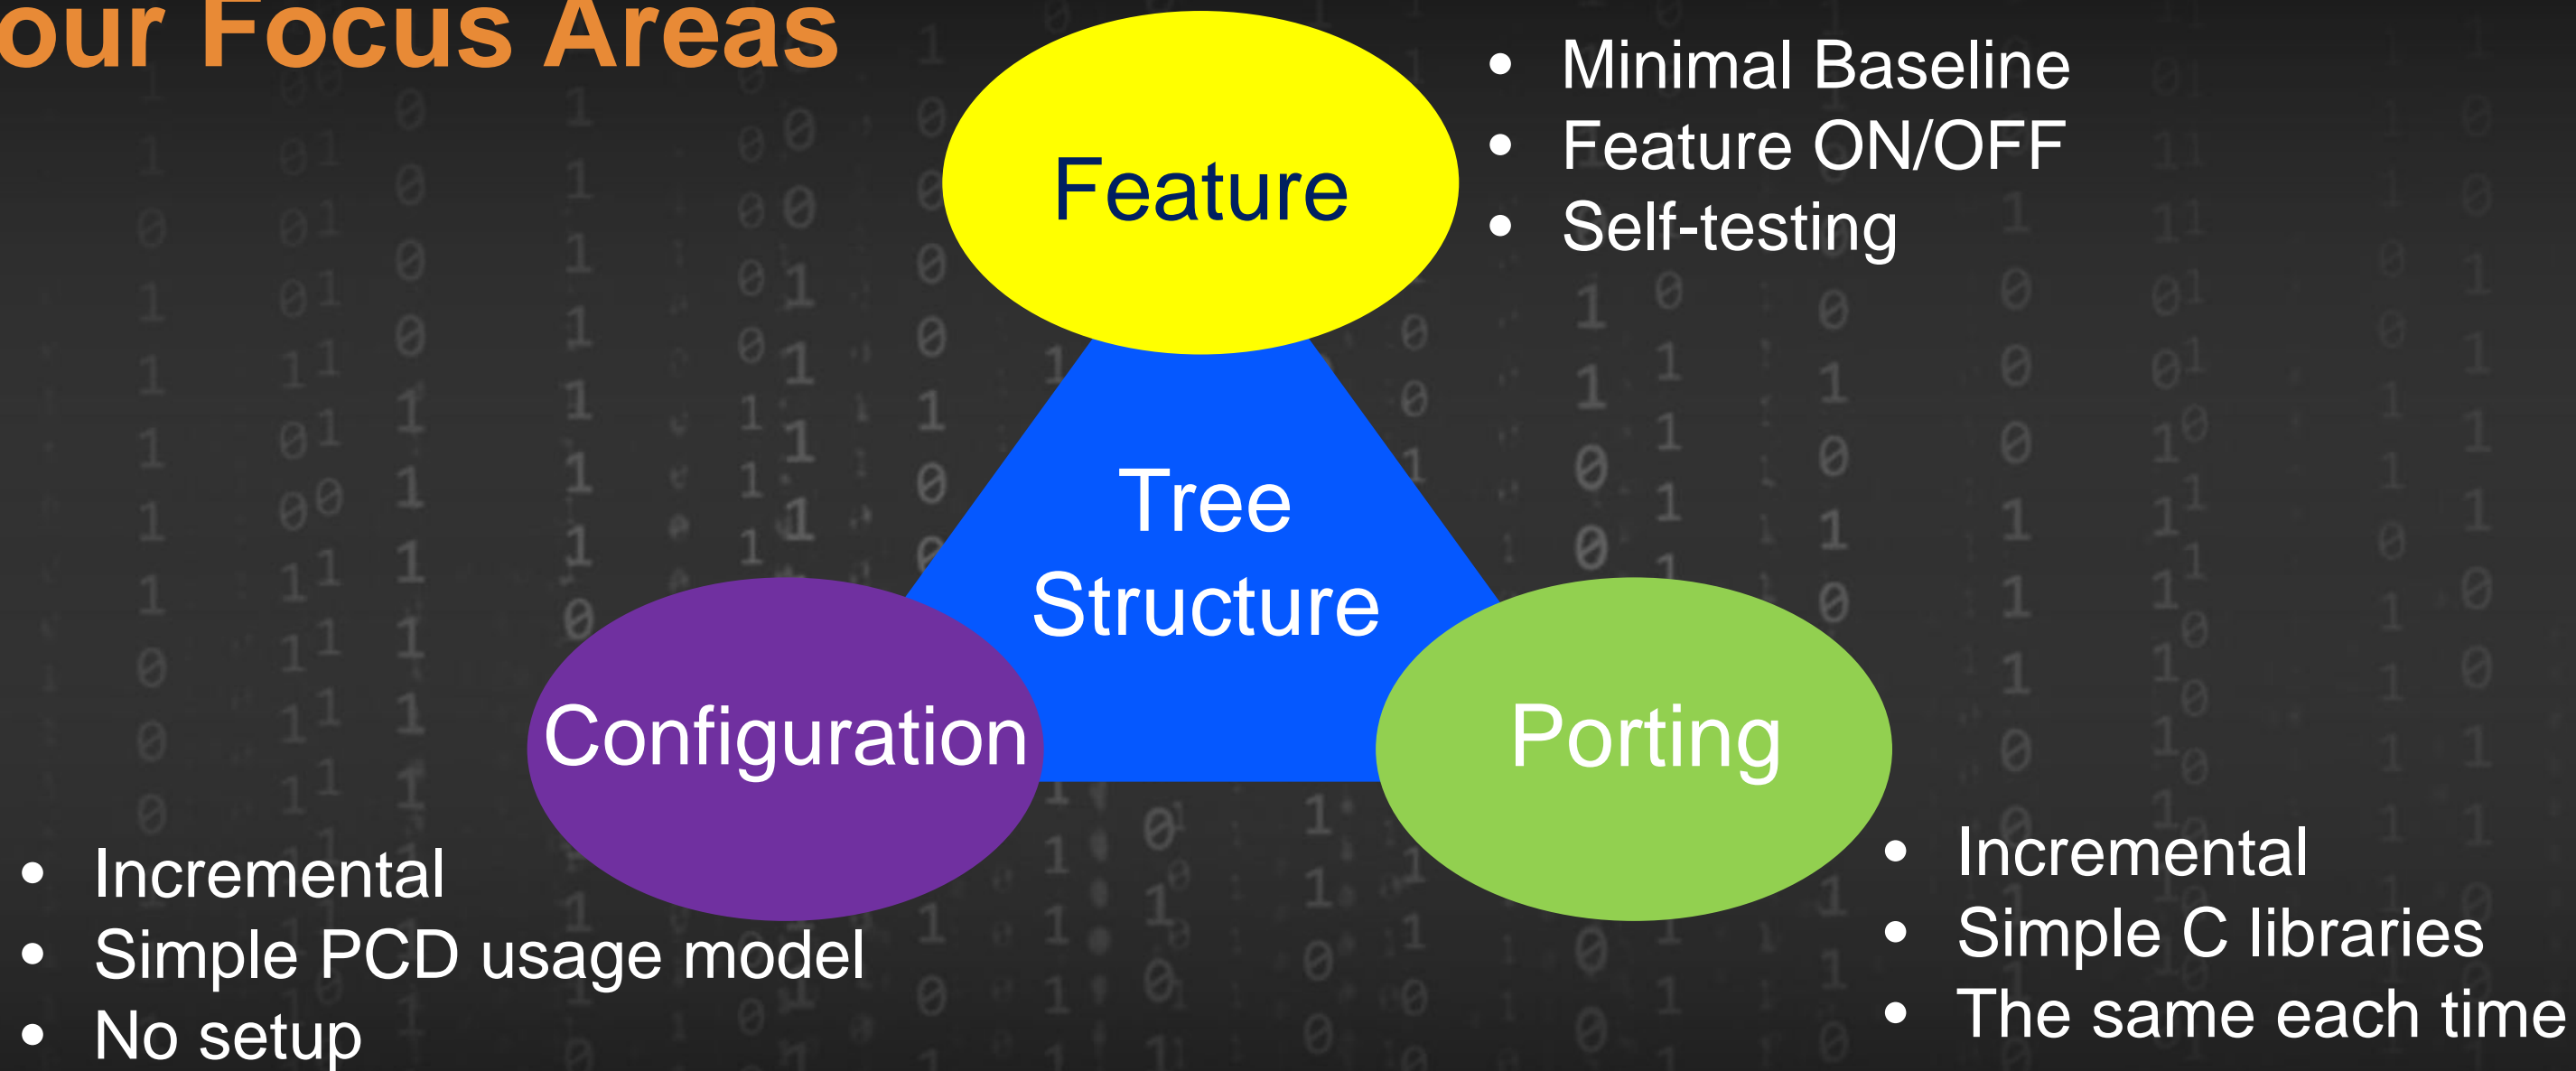 our Focus Areas
Feature
• Minimal Baseline
• Feature ON/OFF
• Self-testing
Tree
Structure
Configuration
Porting
• Incremental
• Simple PCD usage model
• No setup
• Incremental
• Simple C libraries
• The same each time